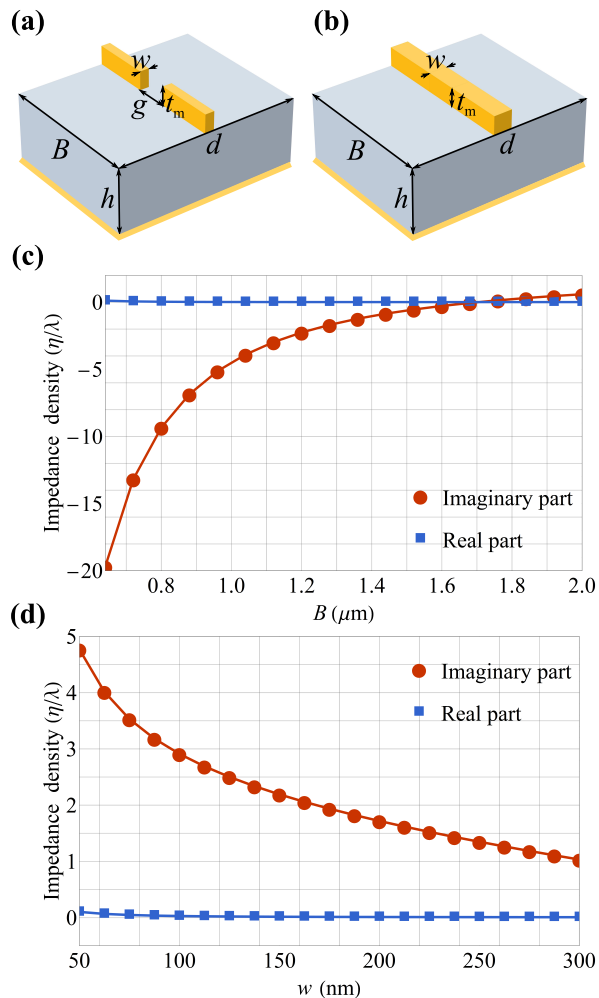 (a)
w
t_m
g
B
d
h
(b)
w
t_m
B
d
h
(c)
Impedance density (η/λ)
0
−5
−10
−15
−20
Imaginary part
Real part
0.8 1.0 1.2 1.4 1.6 1.8 2.0
B (μm)
(d)
Impedance density (η/λ)
5
4
3
2
1
0
Imaginary part
Real part
50 100 150 200 250 300
w (nm)